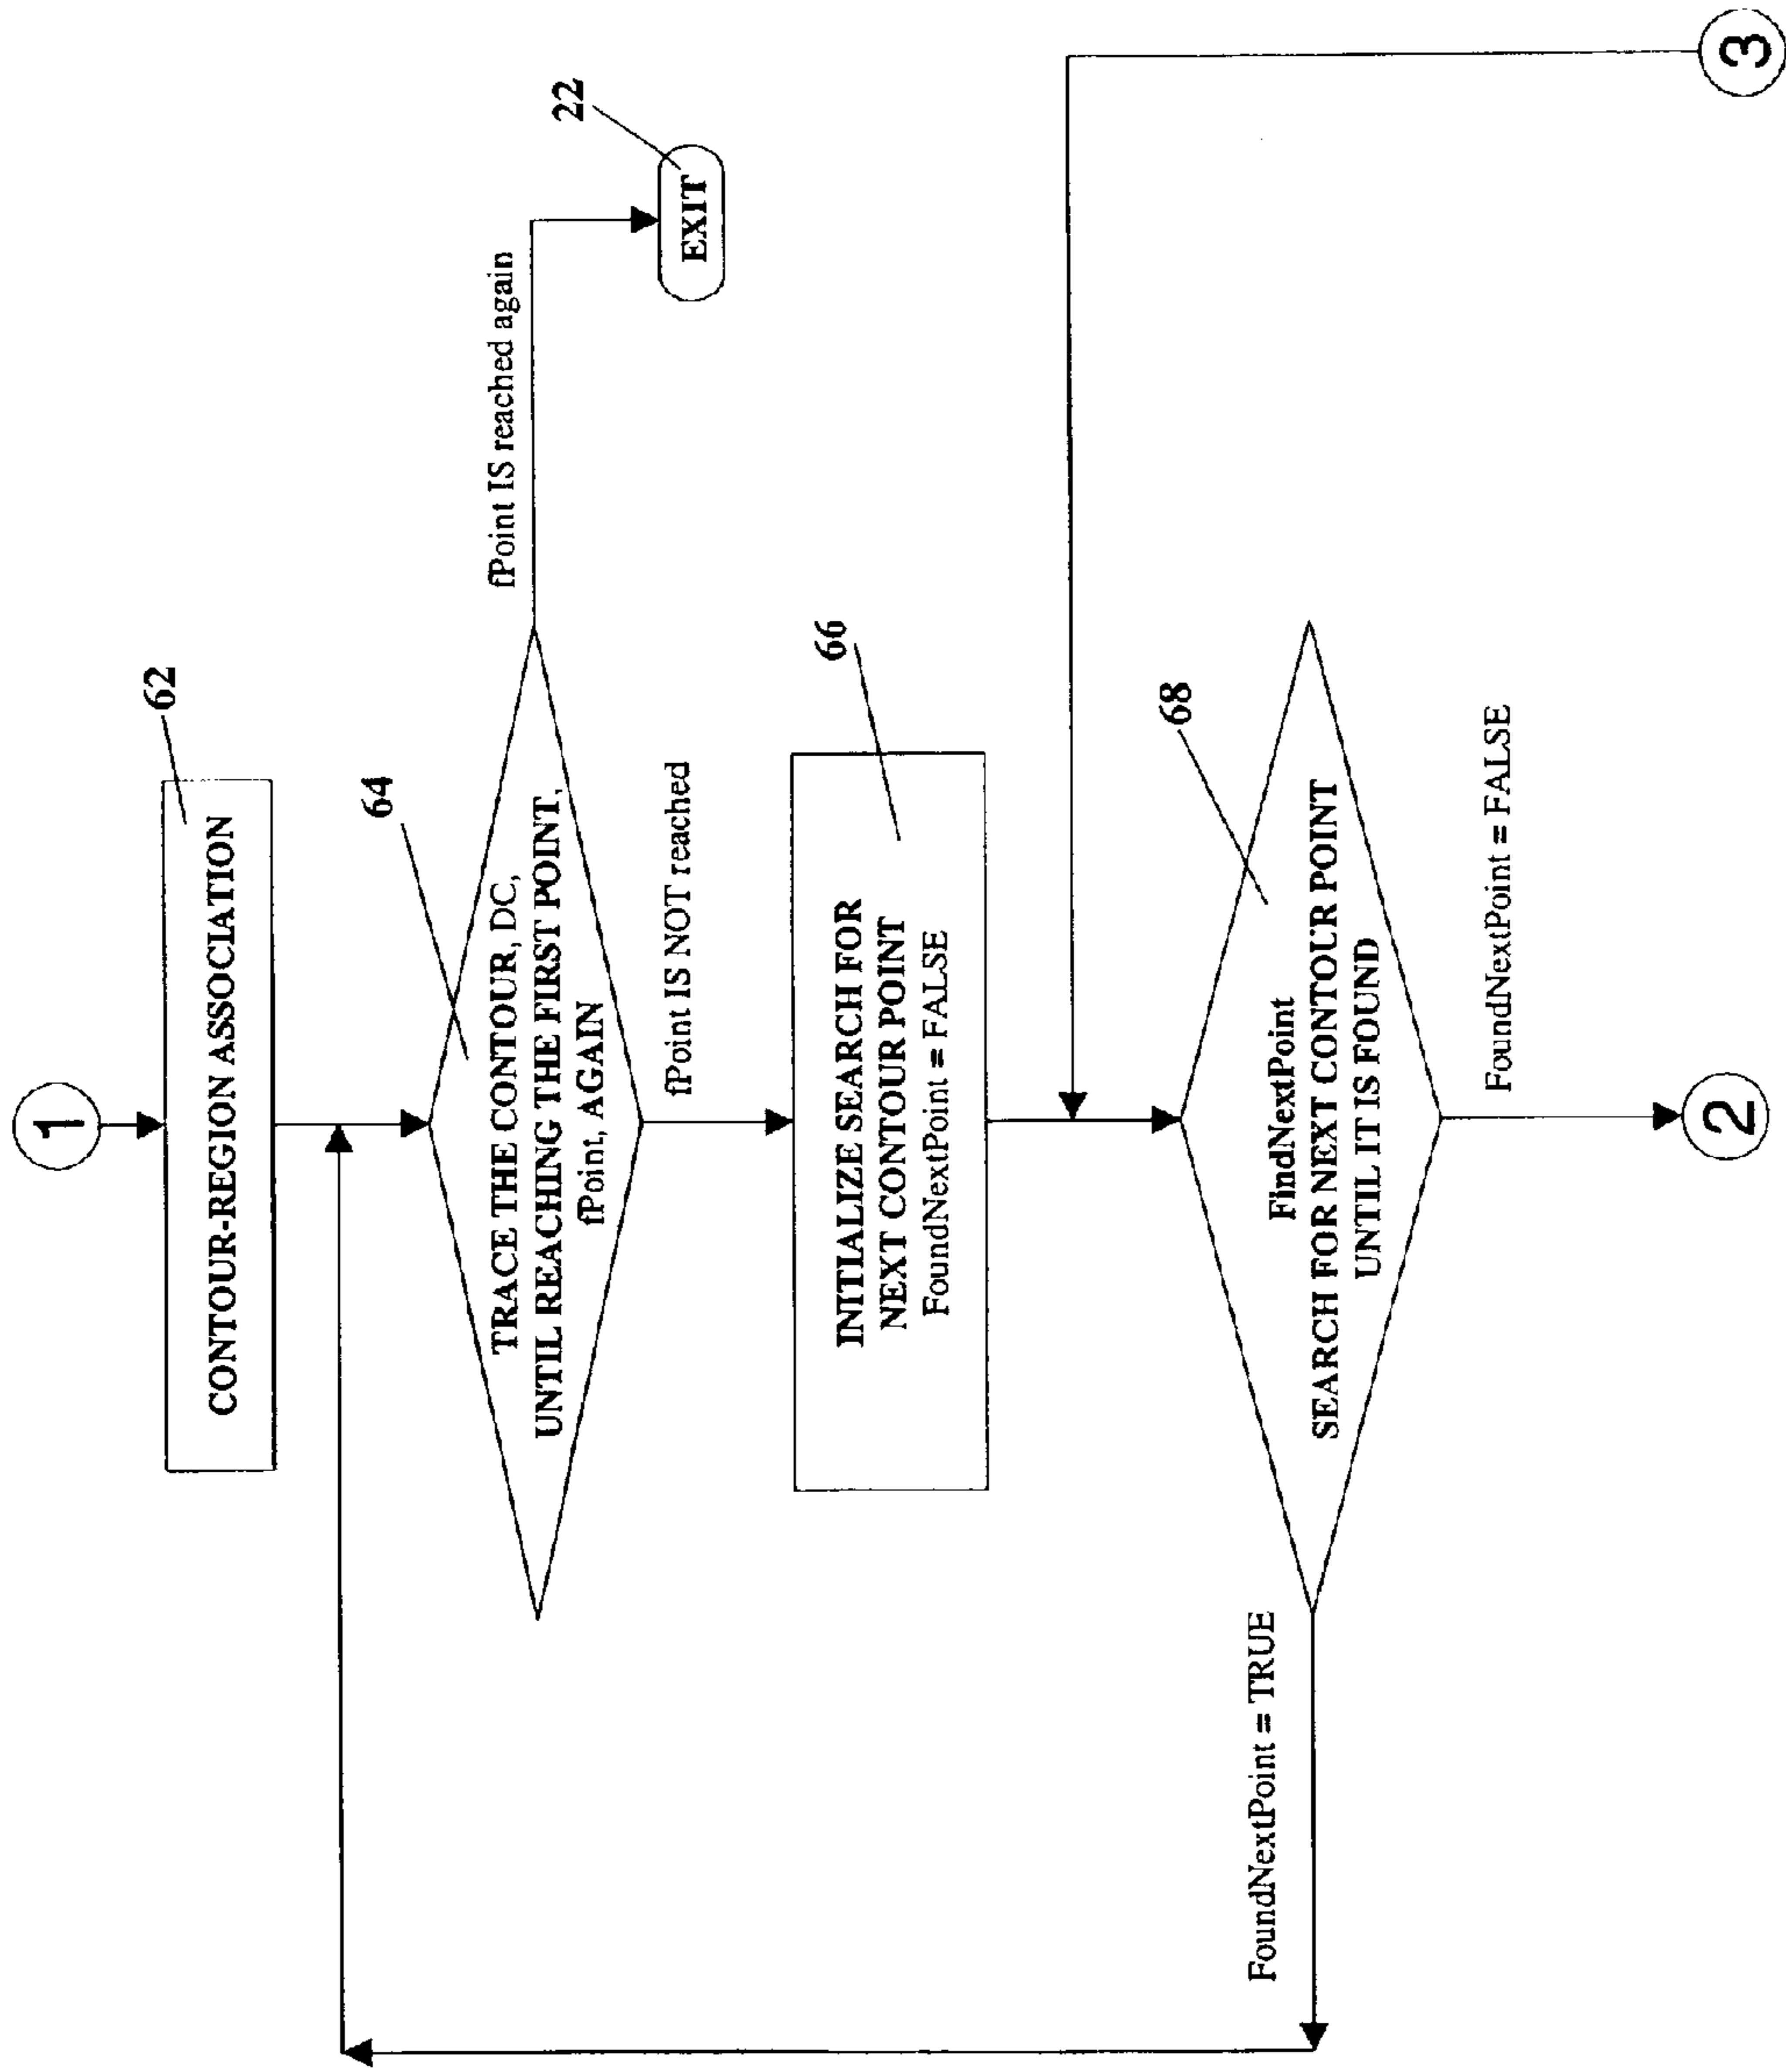 1
62
CONTOUR-REGION ASSOCIATION
64
TRACE THE CONTOUR, DC,
UNTIL REACHING THE FIRST POINT,
fPoint, AGAIN
fPoint IS reached again
22
EXIT
fPoint IS NOT reached
66
INITIALIZE SEARCH FOR
NEXT CONTOUR POINT
FoundNextPoint = FALSE
68
FindNextPoint
SEARCH FOR NEXT CONTOUR POINT
UNTIL IT IS FOUND
FoundNextPoint = TRUE
FoundNextPoint = FALSE
2
3